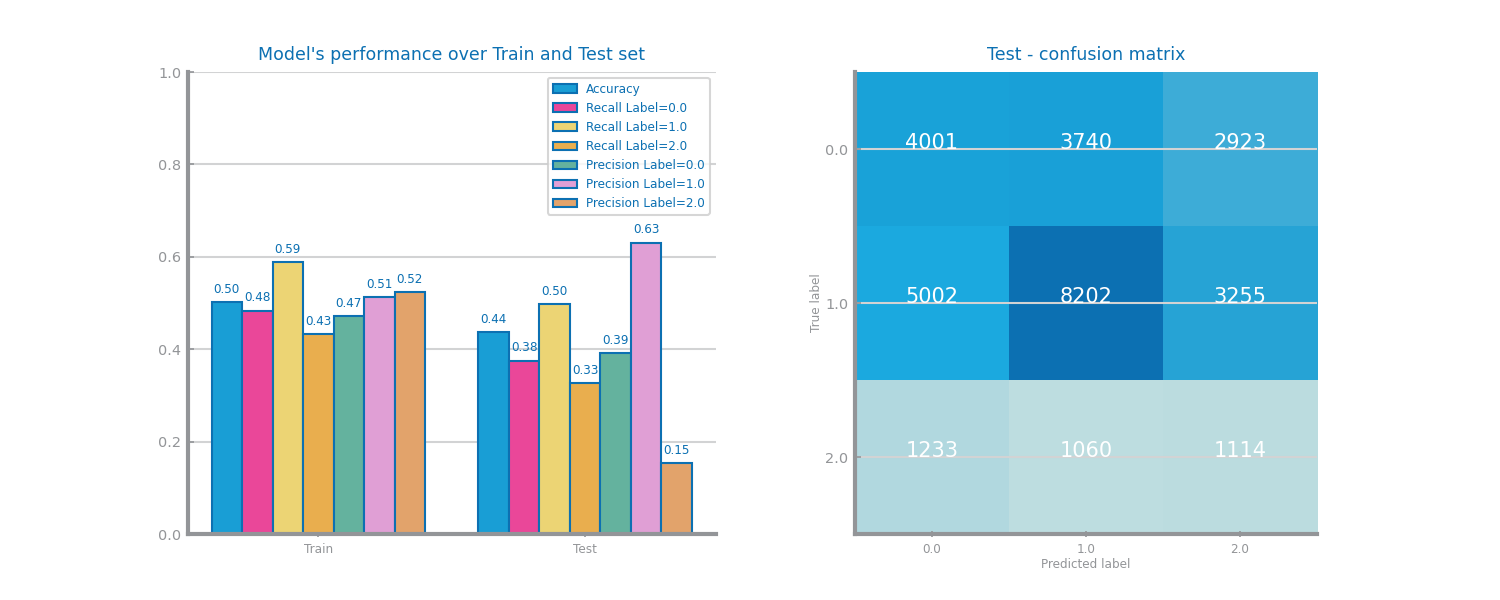 Model's performance over Train and Test set
1.0
0.8
0.6
0.4
0.2
0.0
Accuracy
Recall Label=0.0
Recall Label=1.0
Recall Label=2.0
Precision Label=0.0
Precision Label=1.0
Precision Label=2.0
0.50
0.48
0.59
0.43
0.47
0.51
0.52
0.44
0.38
0.50
0.33
0.39
0.63
0.15
Train
Test
Test - confusion matrix
True label
0.0
4001 3740 2923
1.0
5002 8202 3255
2.0
1233 1060 1114
0.0 1.0 2.0
Predicted label